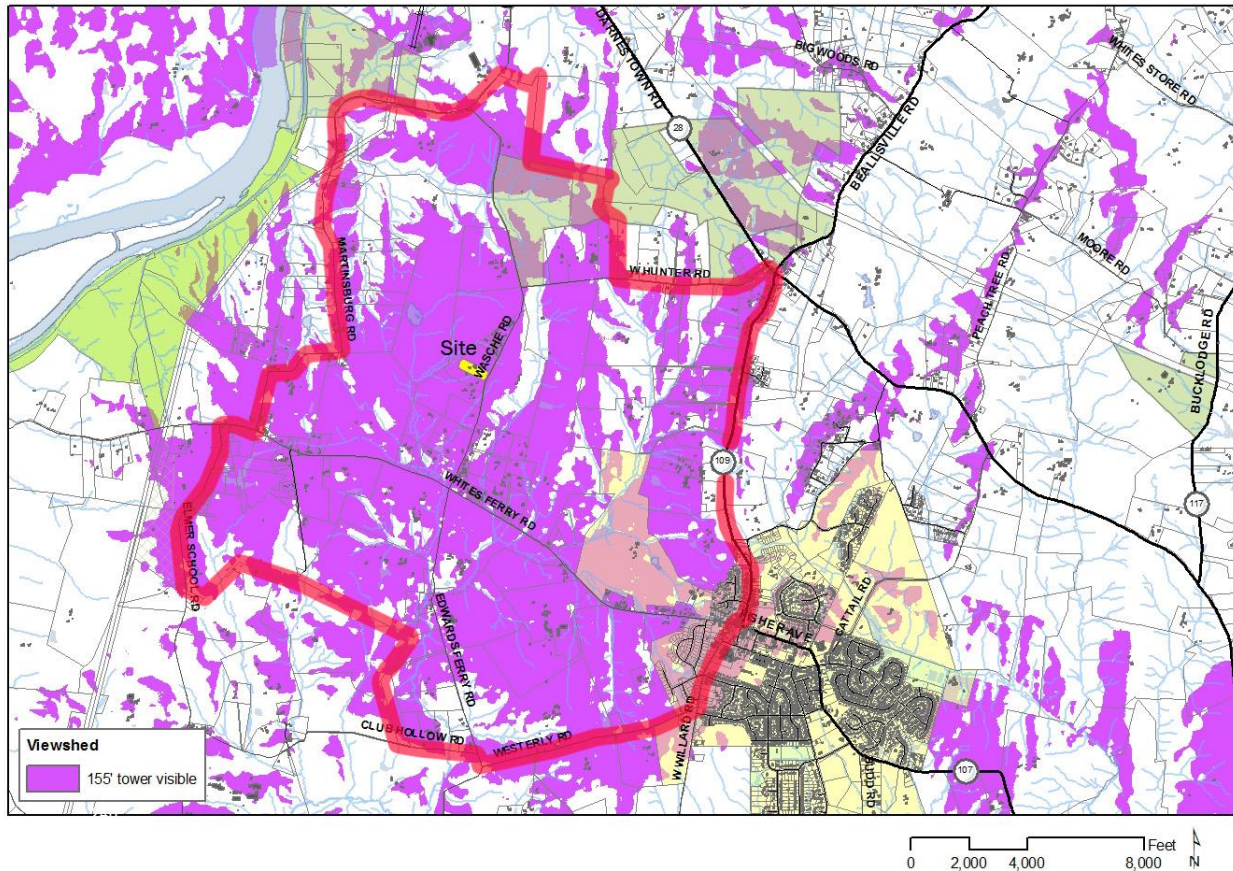 DARNESTOWN RD
BIG WOODS RD
WHITES STORE RD
28
BEALLSVILLE RD
MOORE RD
W HUNTER RD
MARTINSBURG RD
PEACH TREE RD
WASCHE RD
Site
BUCKLODGE RD
109
WHITES FERRY RD
117
ELMER SCHOOL RD
EDWARDS FERRY RD
CATTAIL RD
FISHER AVE
W WILLARD RD
CLUB HOLLOW RD
WESTERLY RD
107
Viewshed
155' tower visible
Feet
0 2,000 4,000 8,000
N